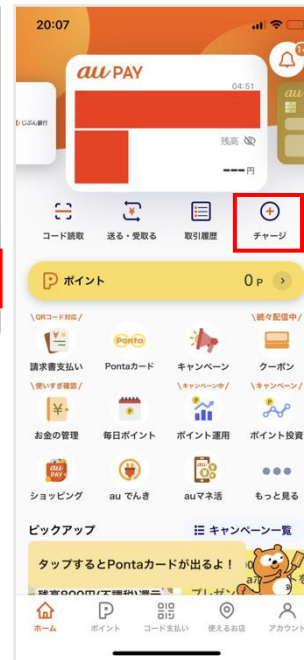 20:07
au PAY
04:51
じぶん銀行
au
残高
---円
コード読取 送る・受取る 取引履歴 チャージ
ポイント 0 P
\QRコード対応/ \続々配信中/
Ponta
請求書支払い Pontaカード キャンペーン クーポン
\使いすぎ確認/ \キャンペーン中/ \キャンペーン/
お金の管理 毎日ポイント ポイント運用 ポイント投資
au PAY
ショッピング au でんき auマネ活 もっと見る
ピックアップ キャンペーン一覧
タップするとPontaカードが出るよ！
ホーム ポイント コード支払い 使えるお店 アカウント